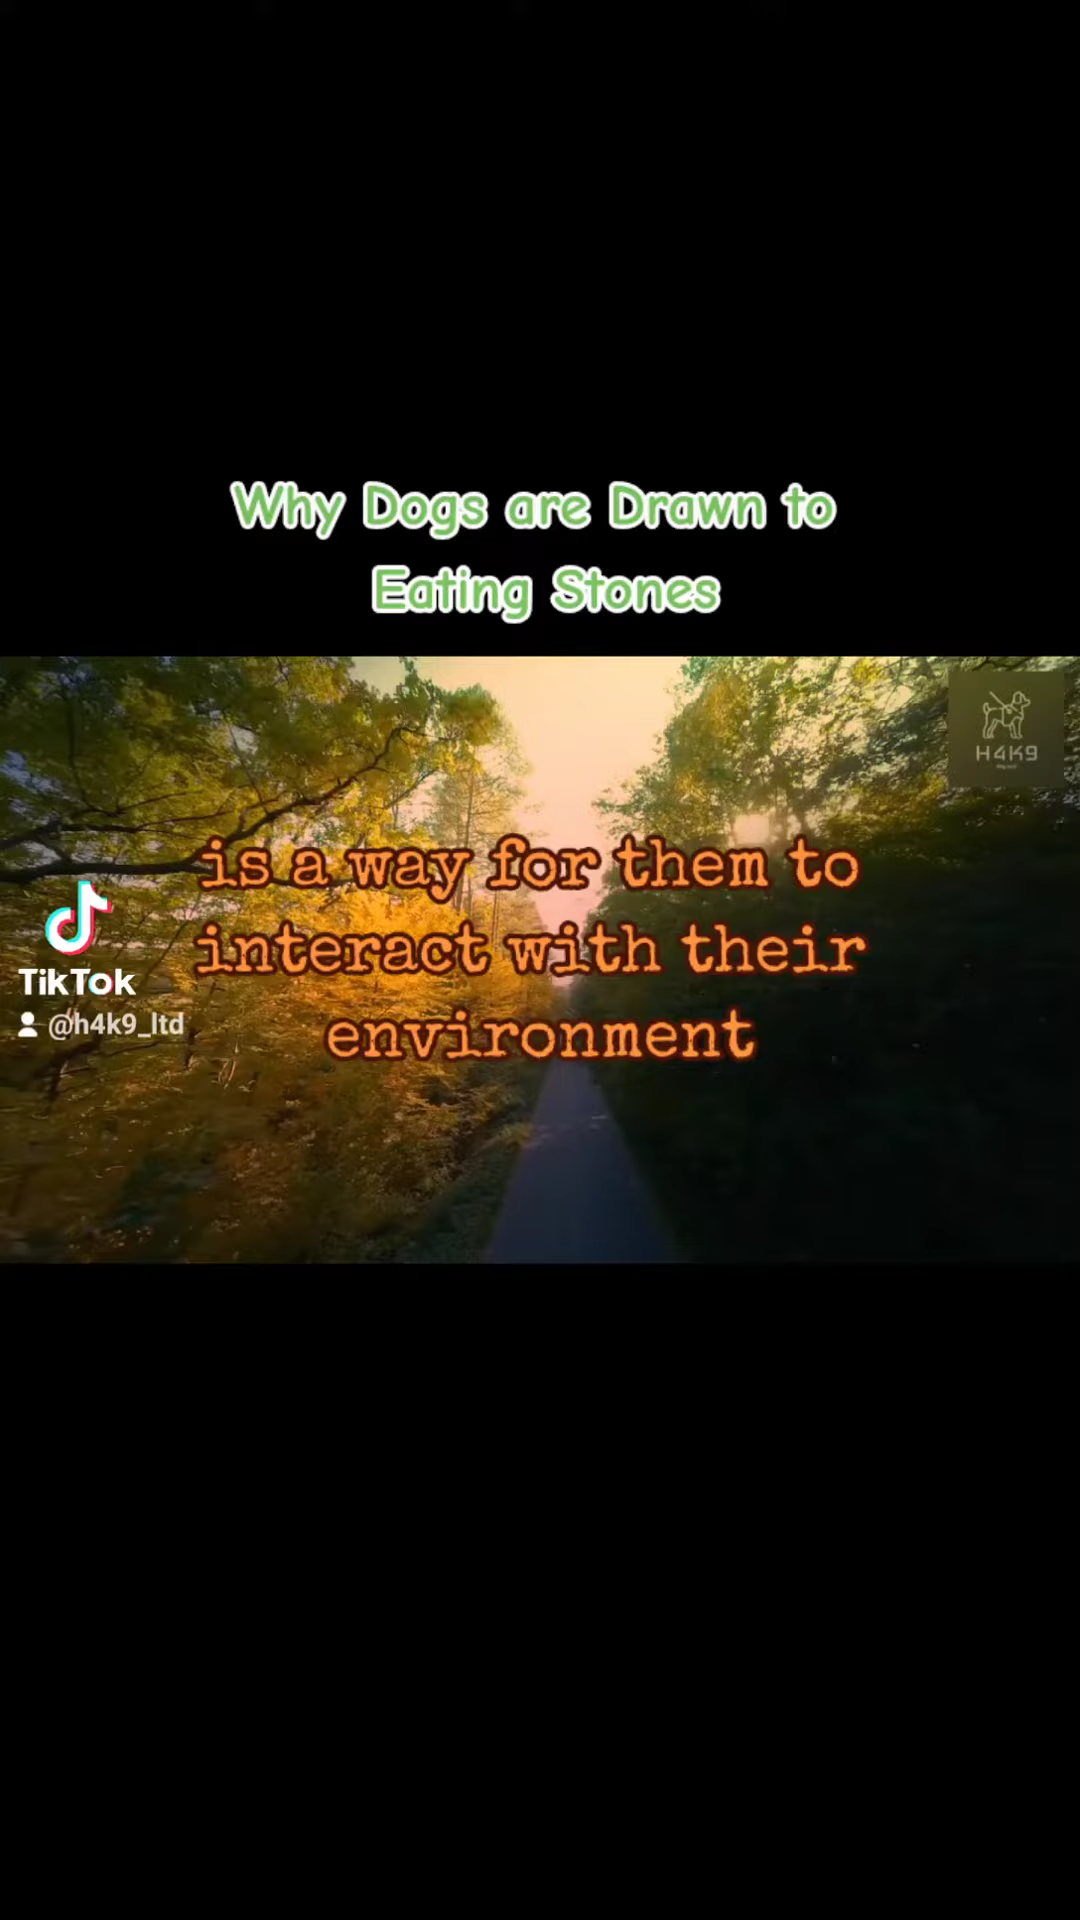 Why Dogs are Drawn to
Eating Stones
H4K9
is a way for them to
interact with their
environment
TikTok
@h4k9_ltd